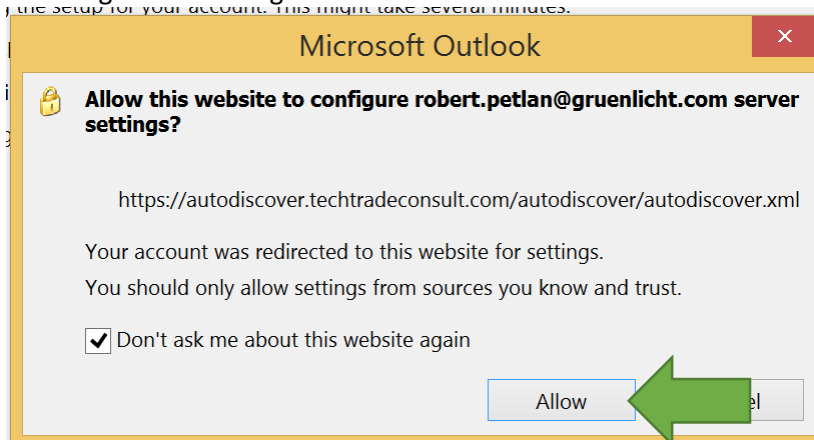 the setup for your account. This might take several minutes.
Microsoft Outlook
Allow this website to configure robert.petlan@gruenlicht.com server
settings?
https://autodiscover.techtradeconsult.com/autodiscover/autodiscover.xml
Your account was redirected to this website for settings.
You should only allow settings from sources you know and trust.
Don't ask me about this website again
Allow